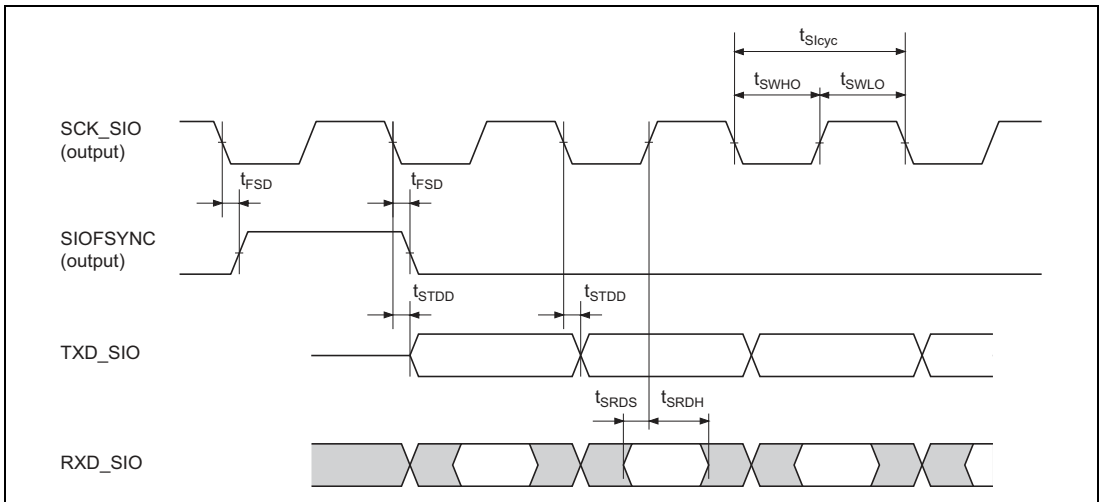 tSIcyc
tSWHO tSWLO
SCK_SIO
(output)
tFSD tFSD
SIOFSYNC
(output)
tSTDD tSTDD
TXD_SIO
tSRDS tSRDH
RXD_SIO